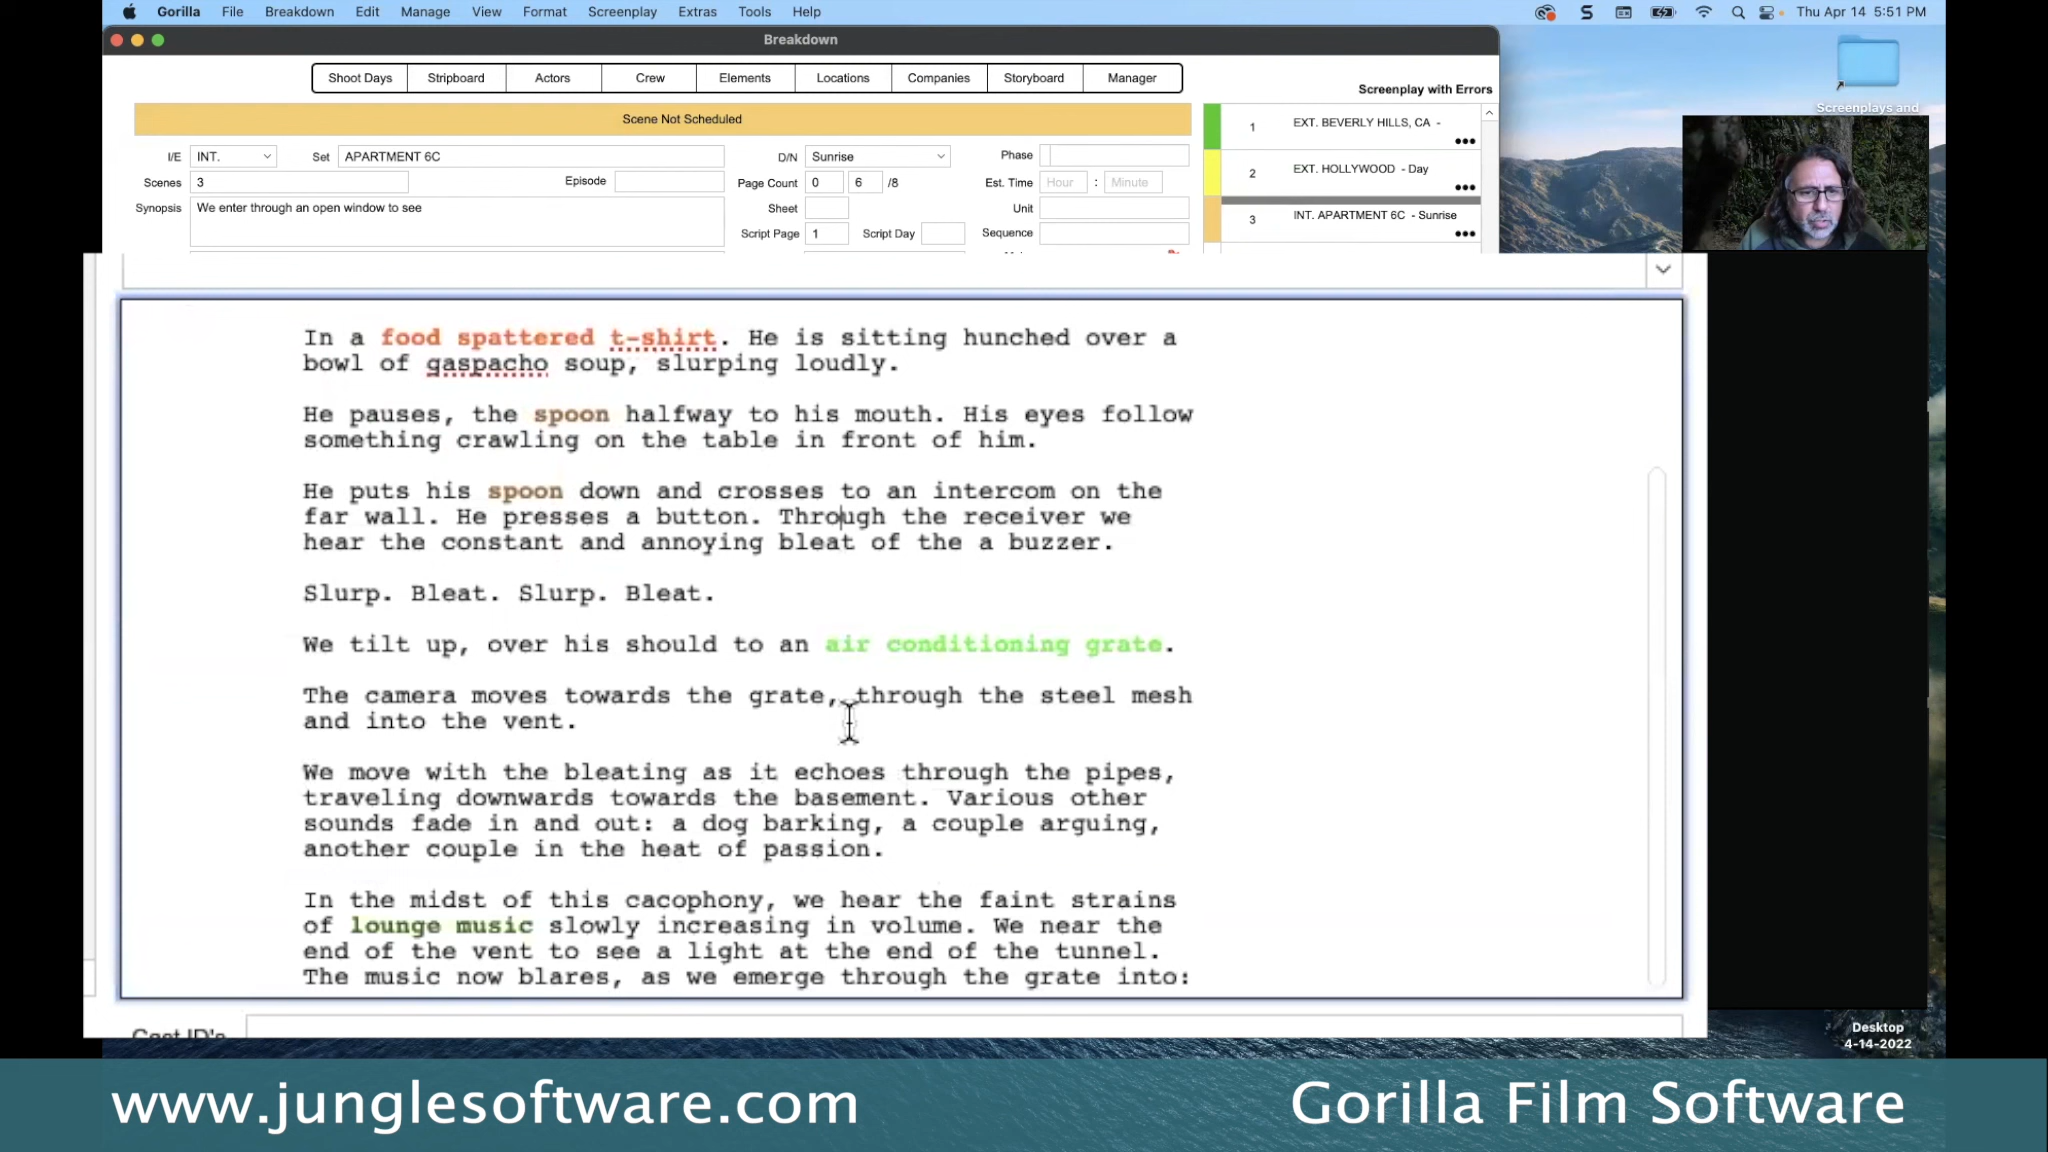 Gorilla File Breakdown Edit Manage View Format Screenplay Extras Tools Help Thu Apr 14 5:51 PM
Breakdown
Shoot Days Stripboard Actors Crew Elements Locations Companies Storyboard Manager
Screenplay with Errors
Scene Not Scheduled
I/E INT. Set APARTMENT 6C D/N Sunrise Phase
Scenes 3 Episode Page Count 0 6 /8 Est. Time Hour : Minute
Synopsis We enter through an open window to see Sheet Unit
Script Page 1 Script Day Sequence
1 EXT. BEVERLY HILLS, CA -
2 EXT. HOLLYWOOD - Day
3 INT. APARTMENT 6C - Sunrise
Screenplays and
In a food spattered t-shirt. He is sitting hunched over a
bowl of gaspacho soup, slurping loudly.
He pauses, the spoon halfway to his mouth. His eyes follow
something crawling on the table in front of him.
He puts his spoon down and crosses to an intercom on the
far wall. He presses a button. Through the receiver we
hear the constant and annoying bleat of the a buzzer.
Slurp. Bleat. Slurp. Bleat.
We tilt up, over his should to an air conditioning grate.
The camera moves towards the grate, through the steel mesh
and into the vent.
We move with the bleating as it echoes through the pipes,
traveling downwards towards the basement. Various other
sounds fade in and out: a dog barking, a couple arguing,
another couple in the heat of passion.
In the midst of this cacophony, we hear the faint strains
of lounge music slowly increasing in volume. We near the
end of the vent to see a light at the end of the tunnel.
The music now blares, as we emerge through the grate into:
Cast ID's
Desktop
4-14-2022
www.junglesoftware.com
Gorilla Film Software